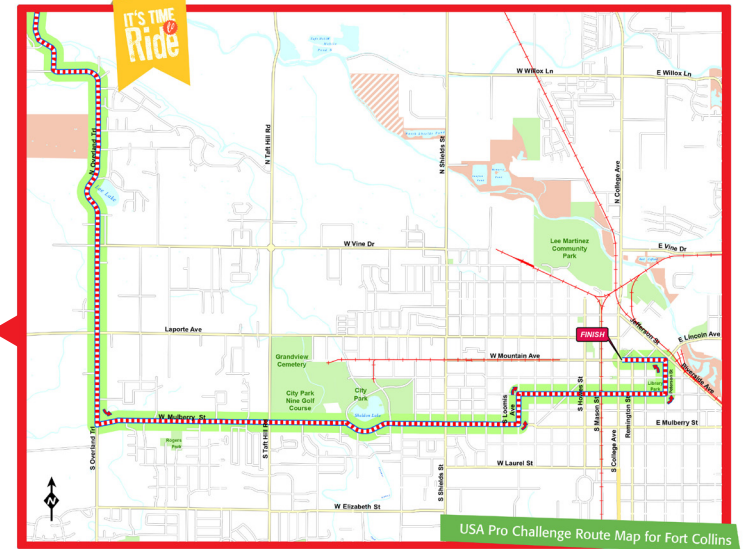 IT'S TIME
to
Ride
W Willox Ln
E Willox Ln
N Overland Trl
N Taft Hill Rd
N Shields St
N College Ave
Lee Martinez
Community
Park
W Vine Dr
E Vine Dr
Laporte Ave
FINISH
Jefferson St
E Lincoln Ave
Riverside Ave
Grandview
Cemetery
W Mountain Ave
City Park
Nine Golf
Course
City
Park
Sheldon Lake
Library
Park
S Loomis
Ave
S Howes St
S Mason St
Remington St
W Mulberry St
E Mulberry St
Rogers
Park
S Overland Trl
S Taft Hill Rd
S Shields St
S College Ave
W Laurel St
W Elizabeth St
N
USA Pro Challenge Route Map for Fort Collins